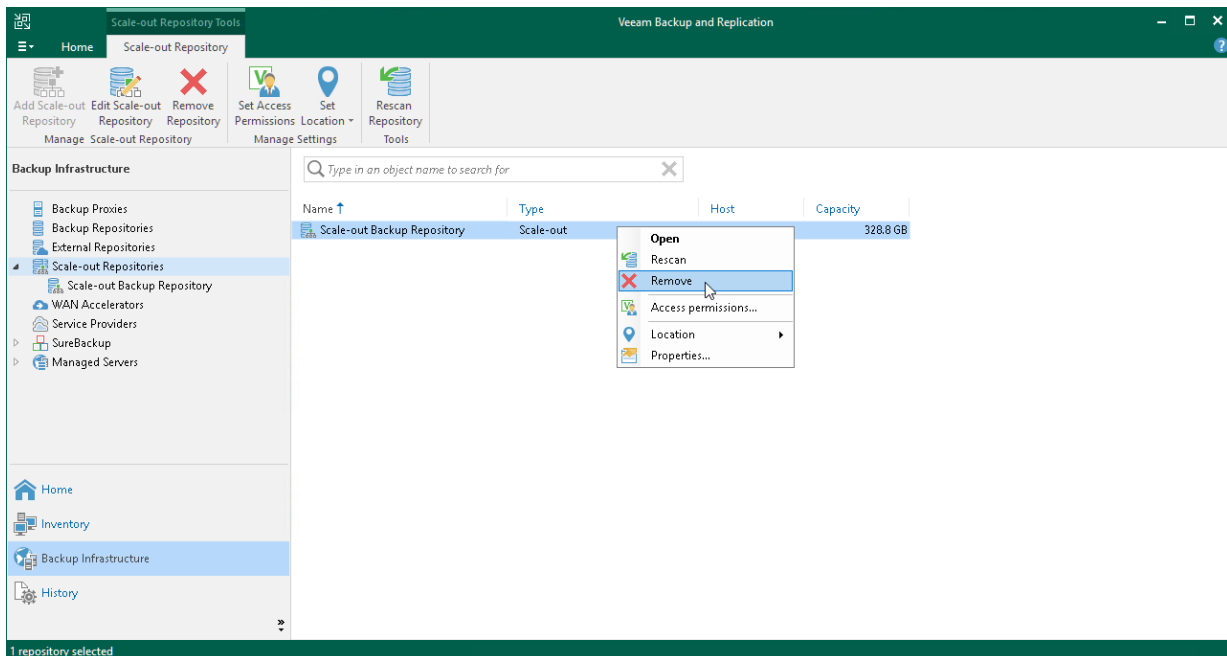 Scale-out Repository Tools
Veeam Backup and Replication
Home
Scale-out Repository
Add Scale-out
Repository
Edit Scale-out
Repository
Remove
Repository
Set Access
Permissions
Set
Location
Rescan
Repository
Manage Scale-out Repository
Manage Settings
Tools
Backup Infrastructure
Backup Proxies
Backup Repositories
External Repositories
Scale-out Repositories
Scale-out Backup Repository
WAN Accelerators
Service Providers
SureBackup
Managed Servers
Home
Inventory
Backup Infrastructure
History
Type in an object name to search for
Name Type Host Capacity
Scale-out Backup Repository Scale-out 328.8 GB
Open
Rescan
Remove
Access permissions...
Location
Properties...
1 repository selected